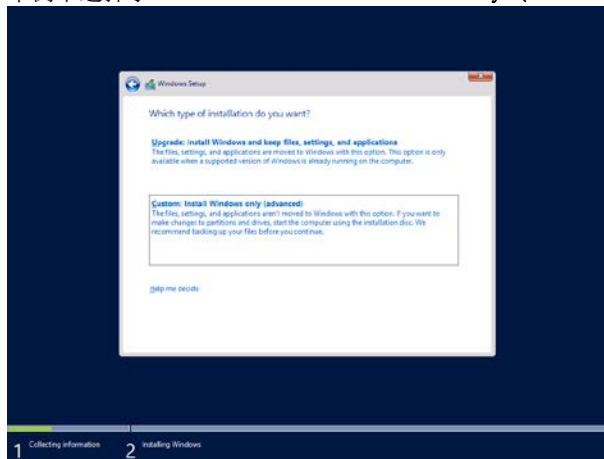 Windows Setup
Which type of installation do you want?
Upgrade: Install Windows and keep files, settings, and applications
The files, settings, and applications are moved to Windows with this option. This option is only
available when a supported version of Windows is already running on the computer.
Custom: Install Windows only (advanced)
The files, settings, and applications aren't moved to Windows with this option. If you want to
make changes to partitions and drives, start the computer using the installation disc. We
recommend backing up your files before you continue.
Help me decide
1 Collecting information
2 Installing Windows